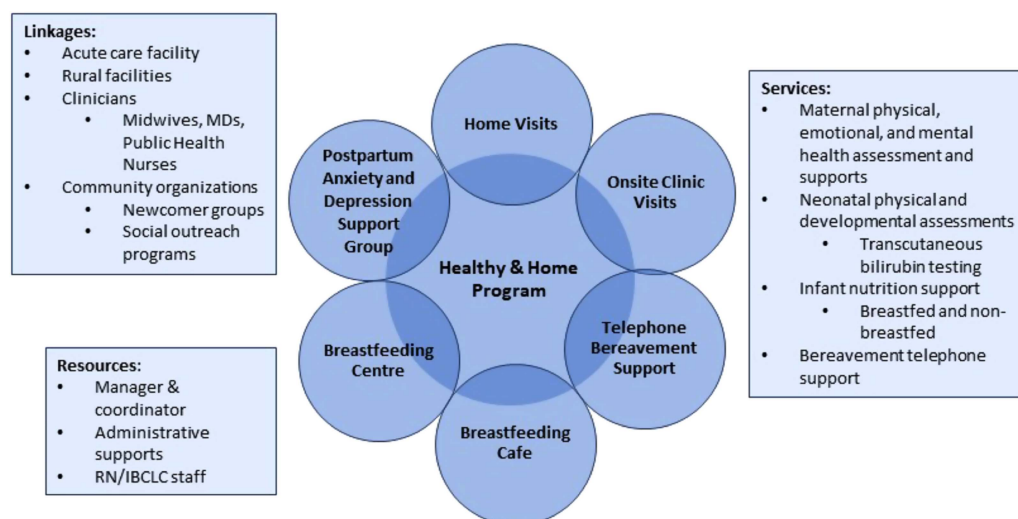 Linkages:
• Acute care facility
• Rural facilities
• Clinicians
• Midwives, MDs,
Public Health
Nurses
• Community organizations
• Newcomer groups
• Social outreach
programs
Resources:
• Manager &
coordinator
• Administrative
supports
• RN/IBCLC staff
Home Visits
Postpartum
Anxiety and
Depression
Support
Group
Onsite Clinic
Visits
Healthy & Home
Program
Breastfeeding
Centre
Telephone
Bereavement
Support
Breastfeeding
Cafe
Services:
• Maternal physical,
emotional, and mental
health assessment and
supports
• Neonatal physical and
developmental assessments
• Transcutaneous
bilirubin testing
• Infant nutrition support
• Breastfed and non-
breastfed
• Bereavement telephone
support